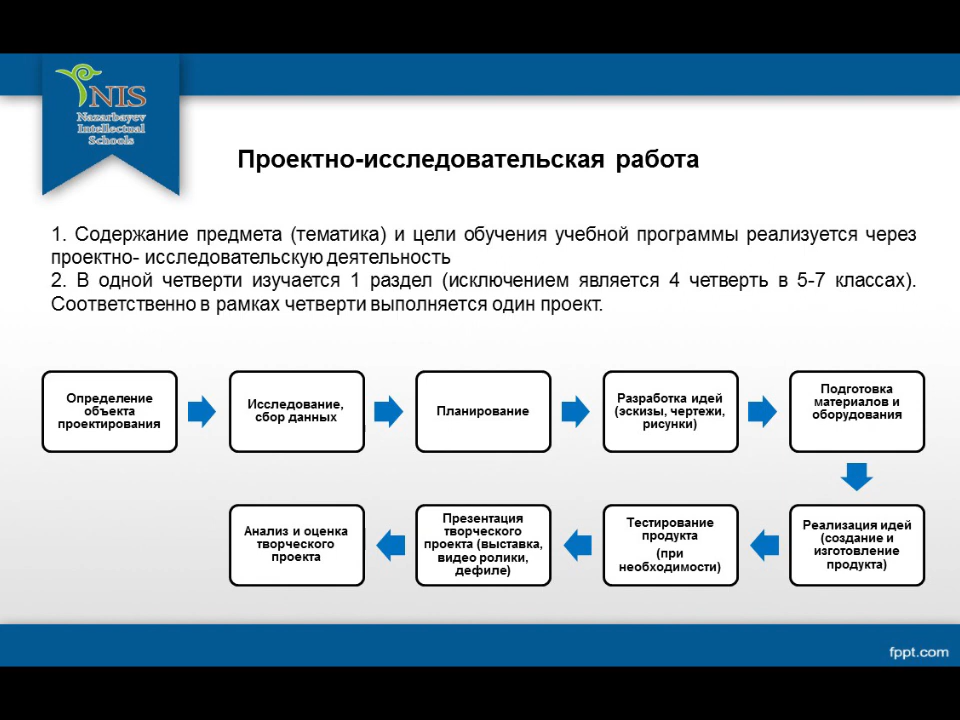 NIS
Nazarbayev
Intellectual
Schools
Проектно-исследовательская работа
1. Содержание предмета (тематика) и цели обучения учебной программы реализуется через
проектно- исследовательскую деятельность
2. В одной четверти изучается 1 раздел (исключением является 4 четверть в 5-7 классах).
Соответственно в рамках четверти выполняется один проект.
Определение
объекта
проектирования
Исследование,
сбор данных
Планирование
Разработка идей
(эскизы, чертежи,
рисунки)
Подготовка
материалов и
оборудования
Реализация идей
(создание и
изготовление
продукта)
Тестирование
продукта
(при
необходимости)
Презентация
творческого
проекта (выставка,
видео ролики,
дефиле)
Анализ и оценка
творческого
проекта
fppt.com